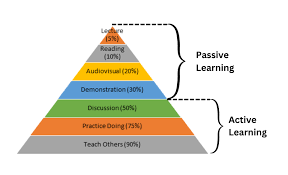 Lecture
(5%)
Reading
(10%)
Audiovisual (20%)
Demonstration (30%)
Discussion (50%)
Practice Doing (75%)
Teach Others (90%)
Passive
Learning
Active
Learning